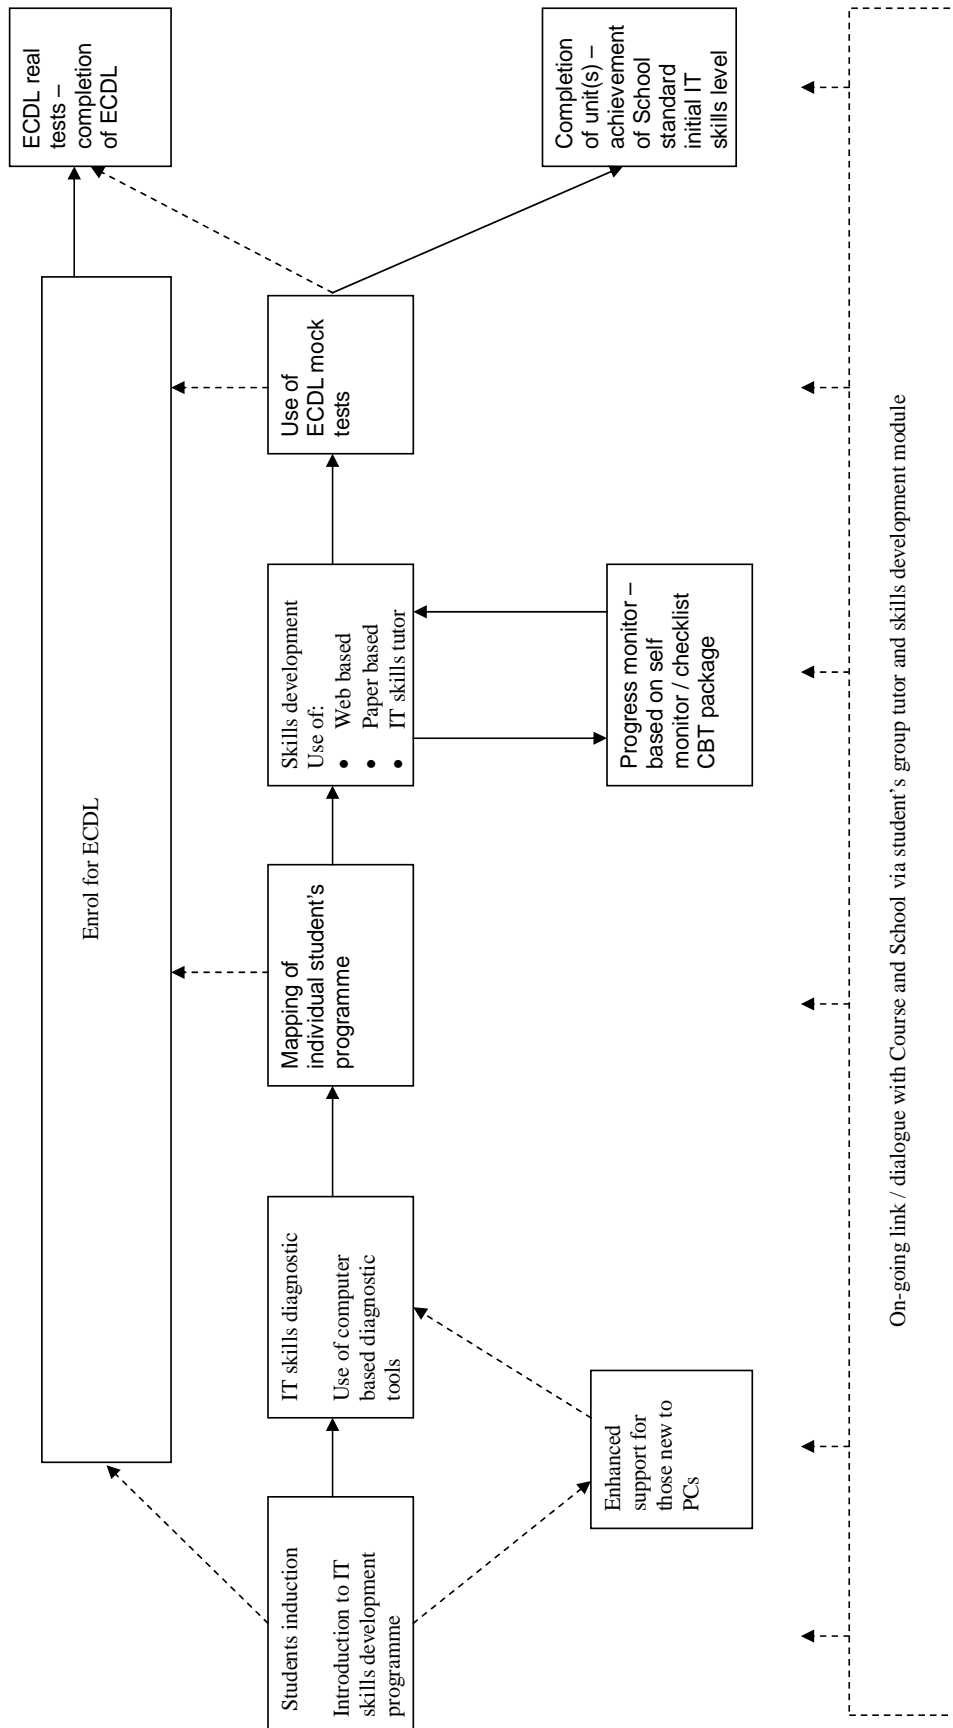 Students induction
Introduction to IT
skills development
programme
Enrol for ECDL
IT skills diagnostic
Use of computer
based diagnostic
tools
Enhanced
support for
those new to
PCs
Mapping of
individual student's
programme
Skills development
Use of:
• Web based
• Paper based
• IT skills tutor
Progress monitor –
based on self
monitor / checklist
CBT package
Use of
ECDL mock
tests
ECDL real
tests –
completion
of ECDL
Completion
of unit(s) –
achievement
of School
standard
initial IT
skills level
On-going link / dialogue with Course and School via student's group tutor and skills development module